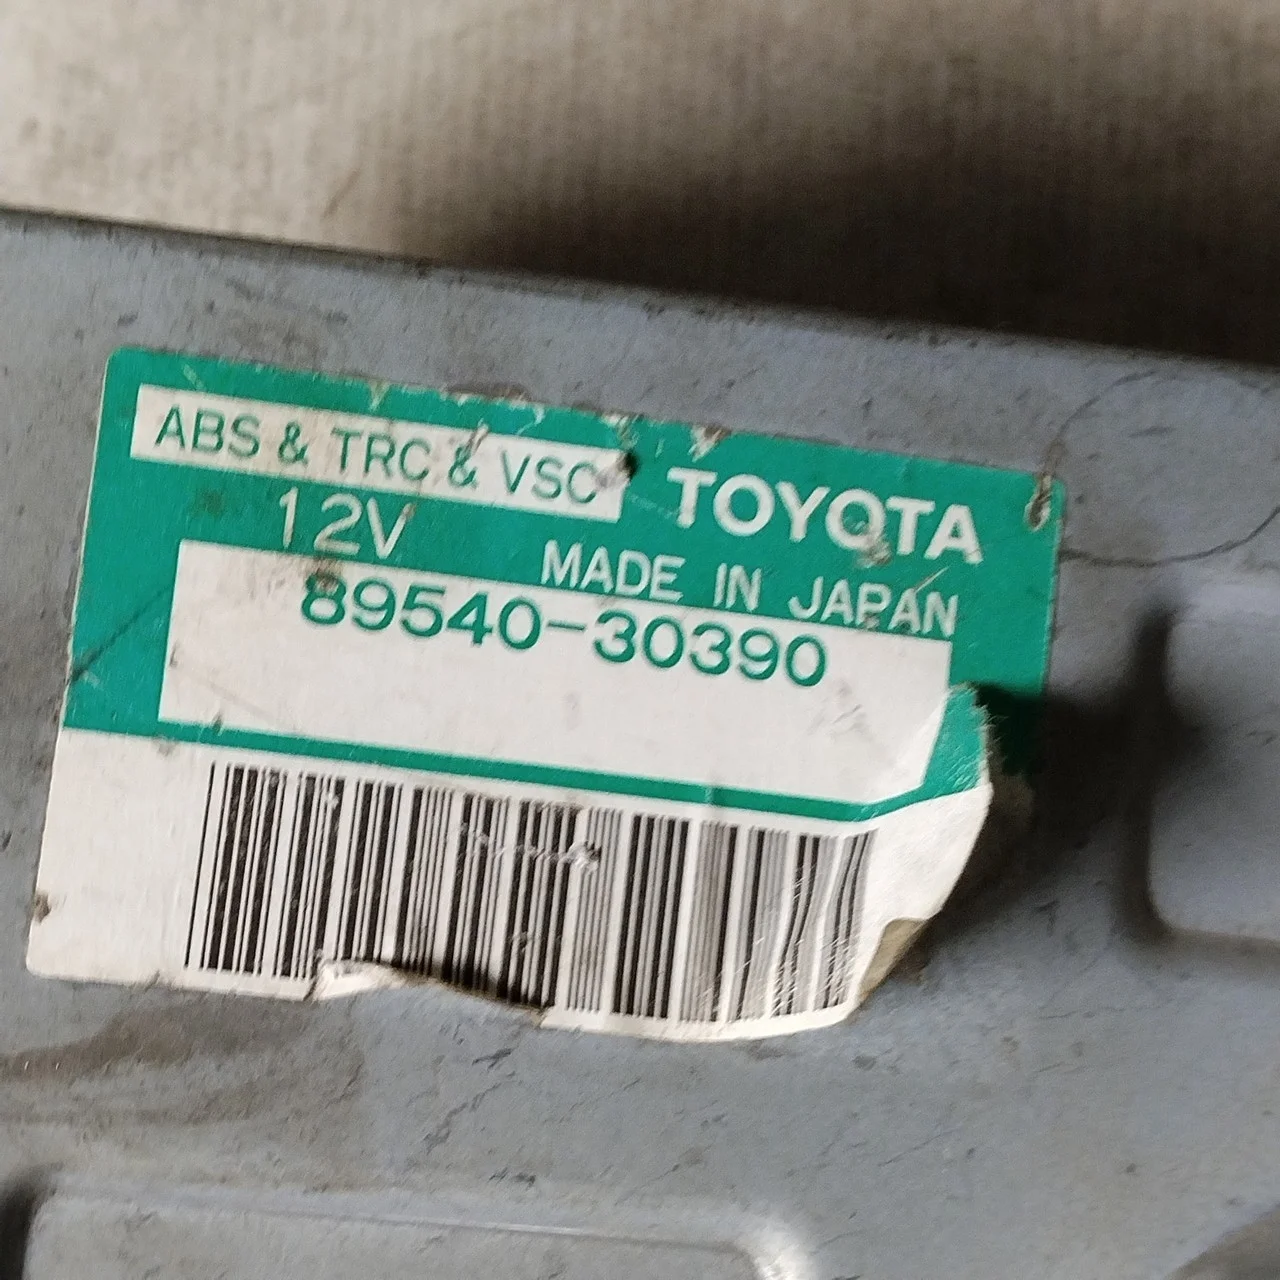 ABS & TRC & VSC TOYOTA
12V MADE IN JAPAN
89540-30390